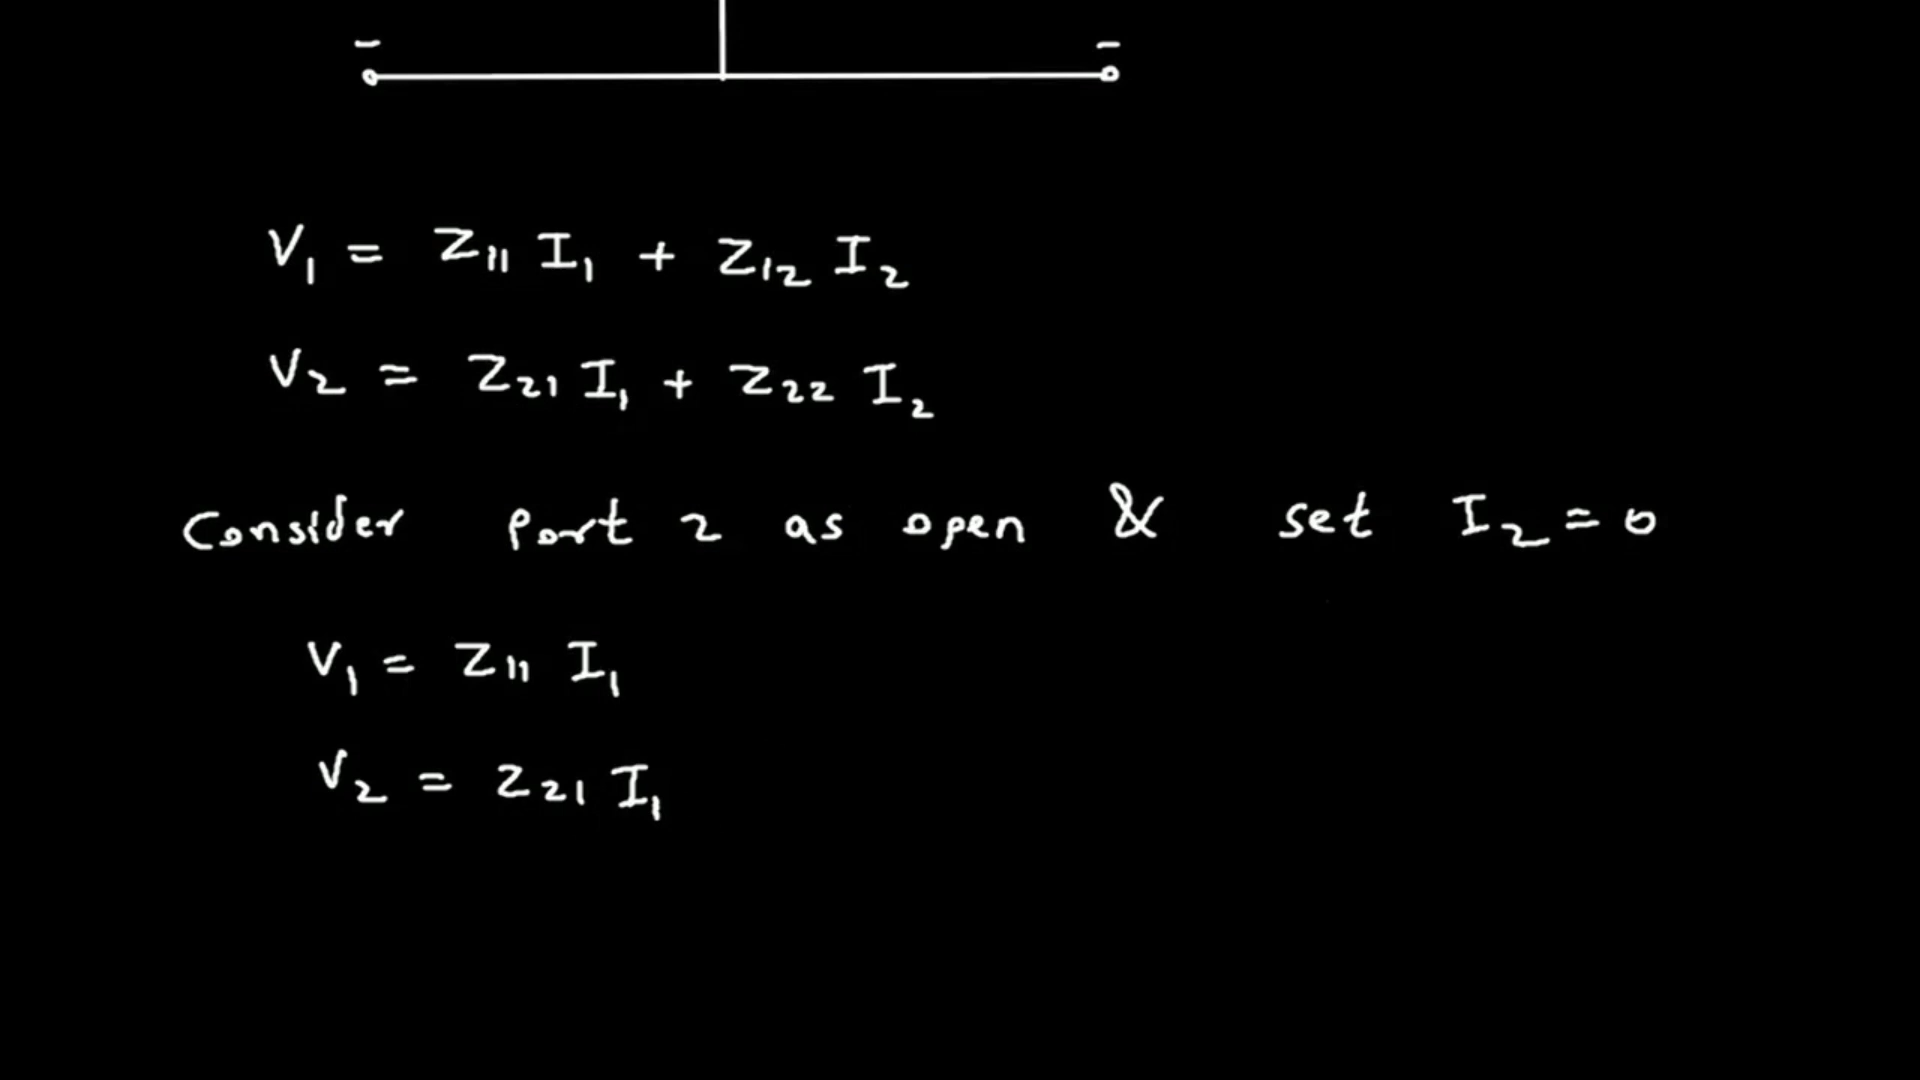 - -
V₁ = Z₁₁ I₁ + Z₁₂ I₂
V₂ = Z₂₁ I₁ + Z₂₂ I₂
Consider Port 2 as open & set I₂ = 0
V₁ = Z₁₁ I₁
V₂ = Z₂₁ I₁